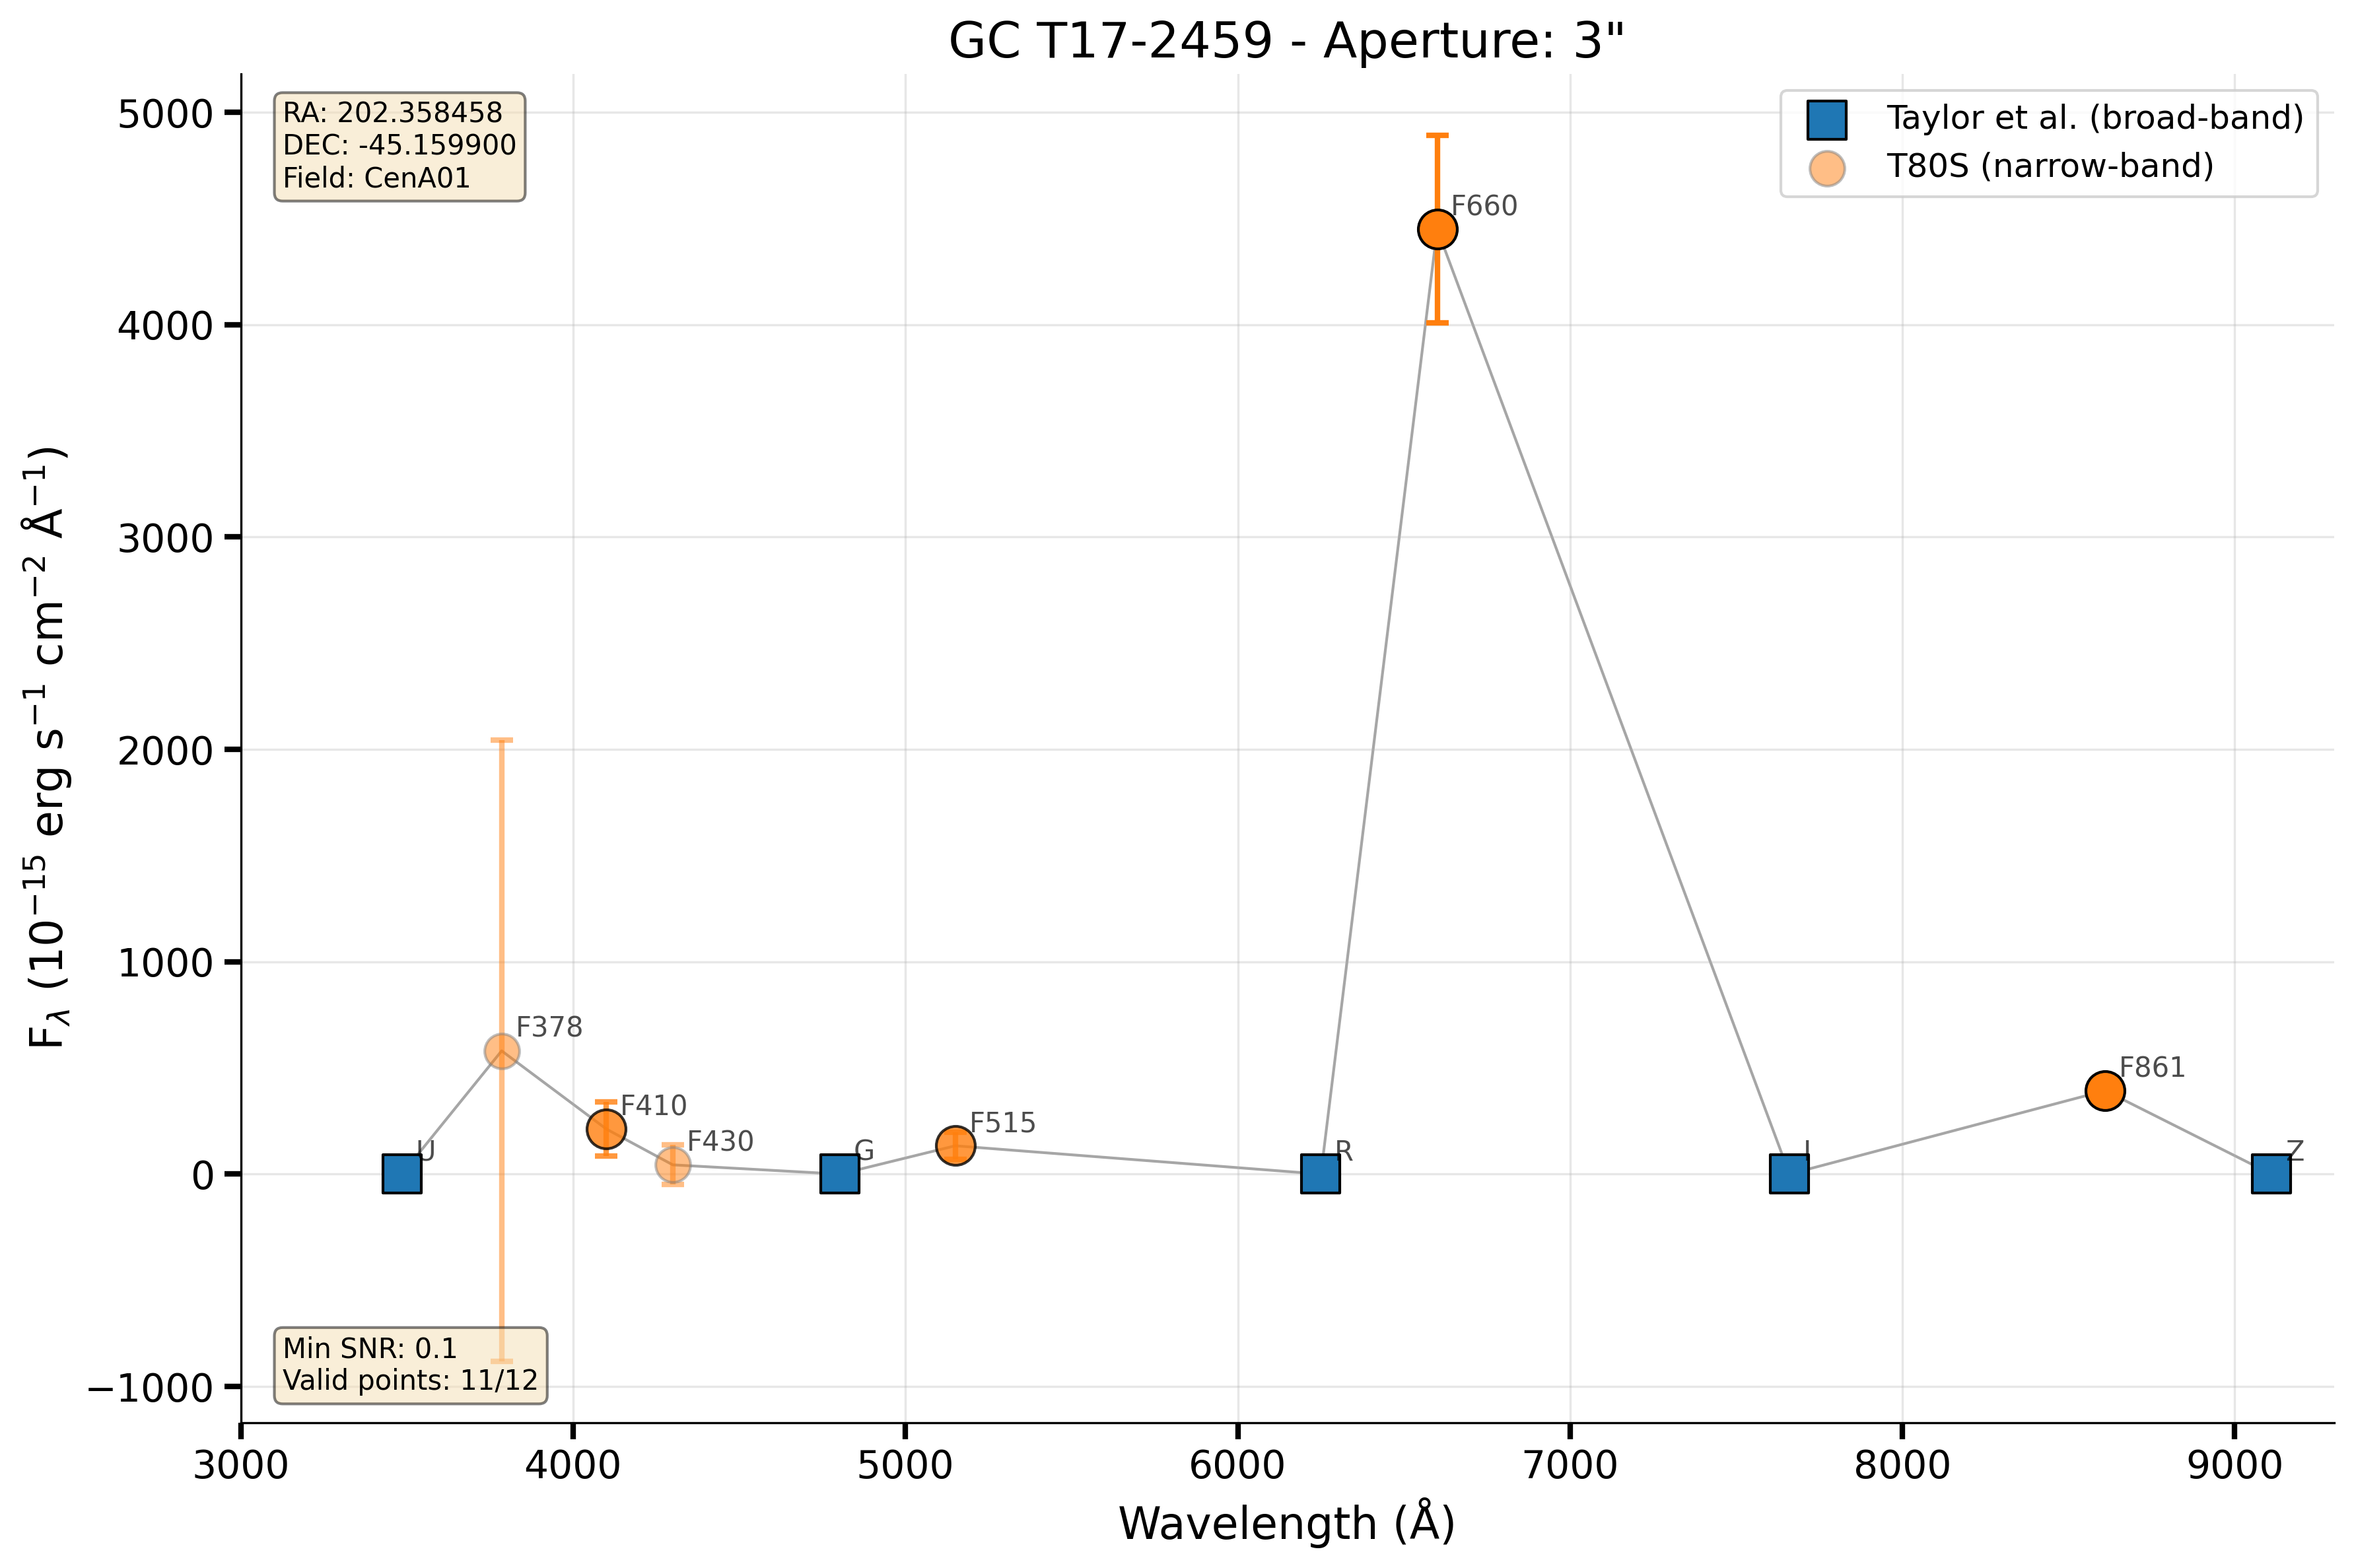 GC T17-2459 - Aperture: 3"
RA: 202.358458
DEC: -45.159900
Field: CenA01
Taylor et al. (broad-band)
T80S (narrow-band)
5000
4000
3000
2000
1000
0
−1000
F660
F378
F410
F430
F515
F861
U
G
R
I
Z
Min SNR: 0.1
Valid points: 11/12
3000
4000
5000
6000
7000
8000
9000
Wavelength (Å)
Fλ (10⁻¹⁵ erg s⁻¹ cm⁻² Å⁻¹)